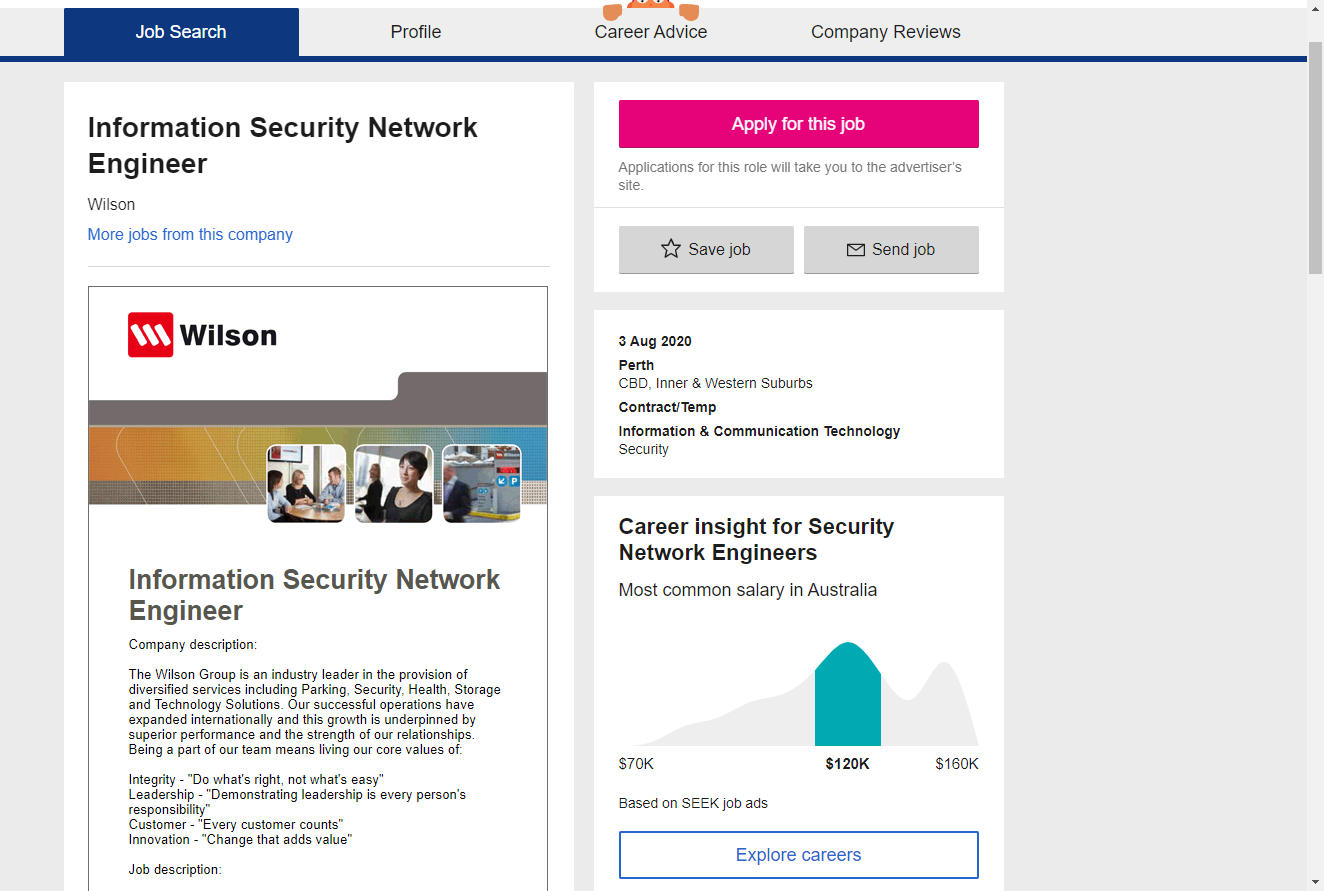 Job Search
Profile
Career Advice
Company Reviews
Information Security Network
Engineer
Wilson
More jobs from this company
Wilson
Information Security Network
Engineer
Company description:
The Wilson Group is an industry leader in the provision of
diversified services including Parking, Security, Health, Storage
and Technology Solutions. Our successful operations have
expanded internationally and this growth is underpinned by
superior performance and the strength of our relationships.
Being a part of our team means living our core values of:
Integrity - "Do what's right, not what's easy"
Leadership - "Demonstrating leadership is every person's
responsibility"
Customer - "Every customer counts"
Innovation - "Change that adds value"
Job description:
Apply for this job
Applications for this role will take you to the advertiser's
site.
Save job
Send job
3 Aug 2020
Perth
CBD, Inner & Western Suburbs
Contract/Temp
Information & Communication Technology
Security
Career insight for Security
Network Engineers
Most common salary in Australia
$70K
$120K
$160K
Based on SEEK job ads
Explore careers